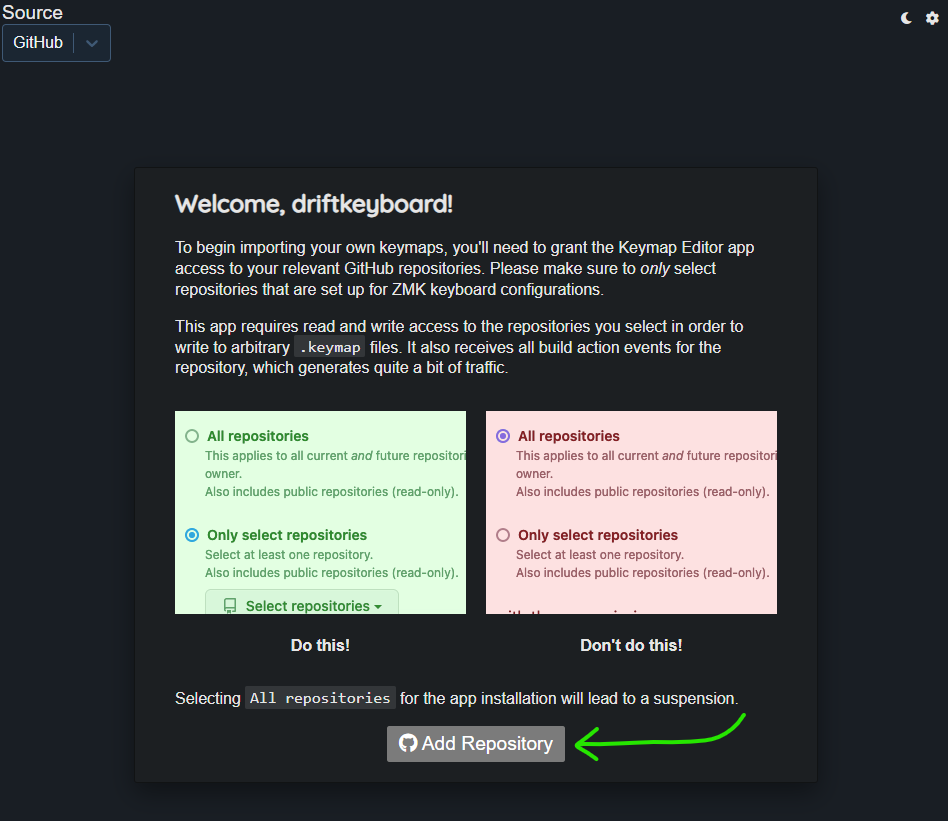 Source
GitHub
Welcome, driftkeyboard!
To begin importing your own keymaps, you'll need to grant the Keymap Editor app
access to your relevant GitHub repositories. Please make sure to only select
repositories that are set up for ZMK keyboard configurations.
This app requires read and write access to the repositories you select in order to
write to arbitrary .keymap files. It also receives all build action events for the
repository, which generates quite a bit of traffic.
All repositories
This applies to all current and future repositori
owner.
Also includes public repositories (read-only).
Only select repositories
Select at least one repository.
Also includes public repositories (read-only).
Select repositories
Do this!
All repositories
This applies to all current and future repositori
owner.
Also includes public repositories (read-only).
Only select repositories
Select at least one repository.
Also includes public repositories (read-only).
Don't do this!
Selecting All repositories for the app installation will lead to a suspension.
Add Repository